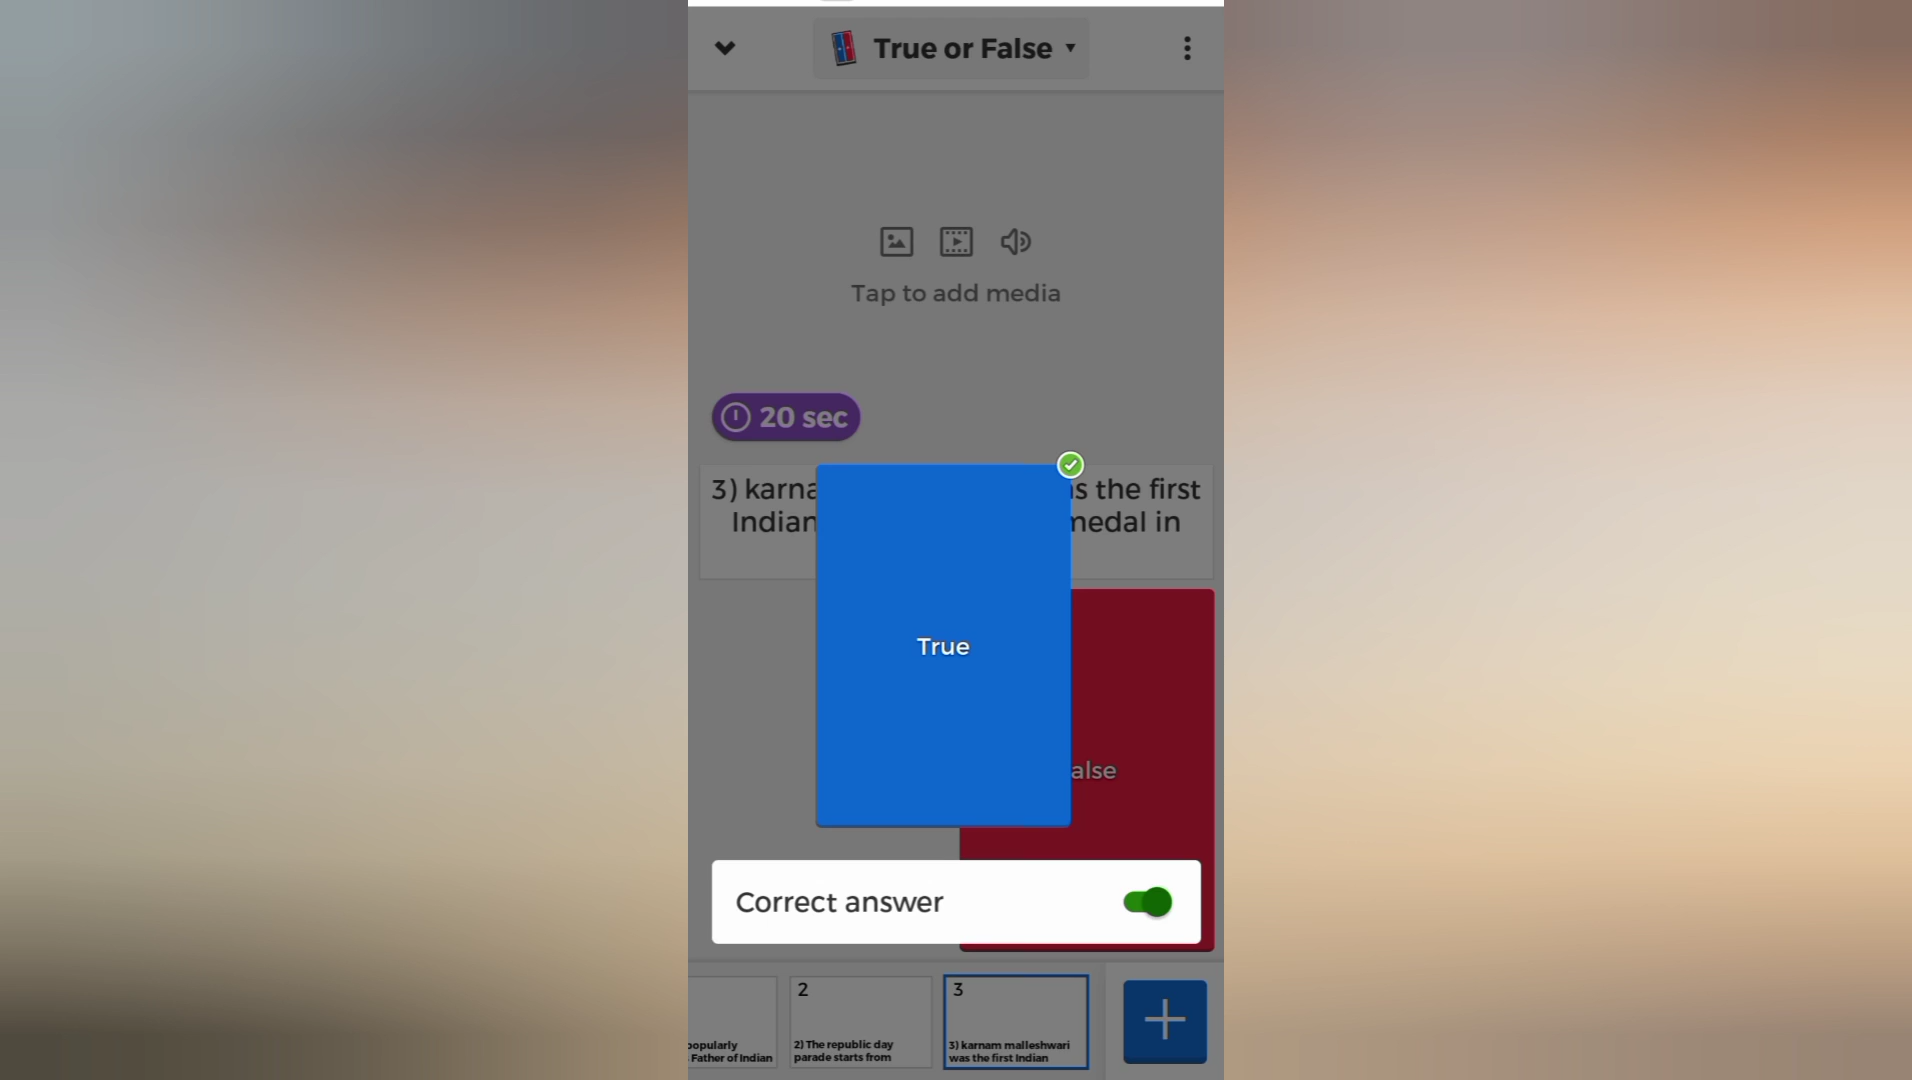 True or False
Tap to add media
20 sec
3) karna s the first
Indian medal in
True
alse
Correct answer
popularly
Father of Indian
2
2) The republic day
parade starts from
3
3) karnam malleshwari
was the first Indian